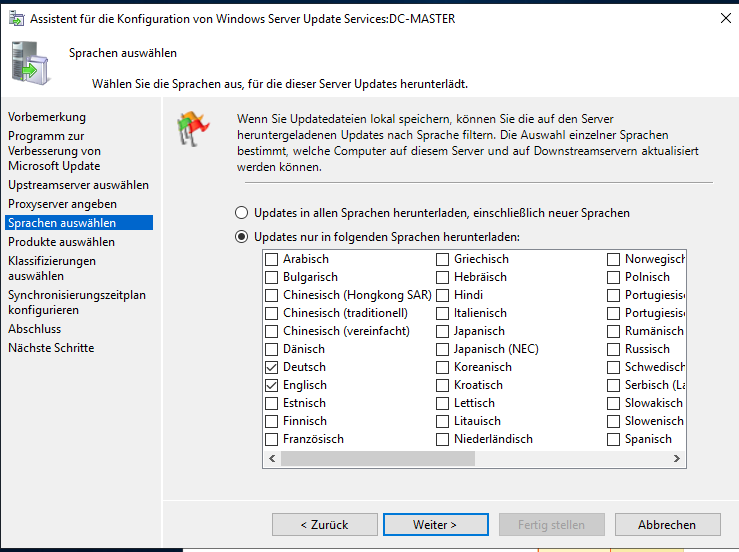 Assistent für die Konfiguration von Windows Server Update Services:DC-MASTER
Sprachen auswählen
Wählen Sie die Sprachen aus, für die dieser Server Updates herunterlädt.
Vorbemerkung
Programm zur
Verbesserung von
Microsoft Update
Upstreamserver auswählen
Proxyserver angeben
Sprachen auswählen
Produkte auswählen
Klassifizierungen
auswählen
Synchronisierungszeitplan
konfigurieren
Abschluss
Nächste Schritte
Wenn Sie Updatedateien lokal speichern, können Sie die auf den Server
heruntergeladenen Updates nach Sprache filtern. Die Auswahl einzelner Sprachen
bestimmt, welche Computer auf diesem Server und auf Downstreamservern aktualisiert
werden können.
Updates in allen Sprachen herunterladen, einschließlich neuer Sprachen
Updates nur in folgenden Sprachen herunterladen:
Arabisch
Bulgarisch
Chinesisch (Hongkong SAR)
Chinesisch (traditionell)
Chinesisch (vereinfacht)
Dänisch
Deutsch
Englisch
Estnisch
Finnisch
Französisch
Griechisch
Hebräisch
Hindi
Italienisch
Japanisch
Japanisch (NEC)
Koreanisch
Kroatisch
Lettisch
Litauisch
Niederländisch
Norwegisch
Polnisch
Portugiesisc
Portugiesisc
Rumänisch
Russisch
Schwedisch
Serbisch (La
Slowakisch
Slowenisch
Spanisch
< Zurück
Weiter >
Fertig stellen
Abbrechen